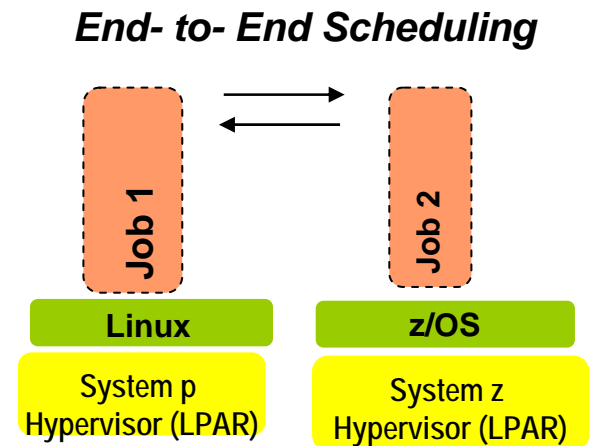 End- to- End Scheduling
Job 1
Job 2
Linux
z/OS
System p
Hypervisor (LPAR)
System z
Hypervisor (LPAR)